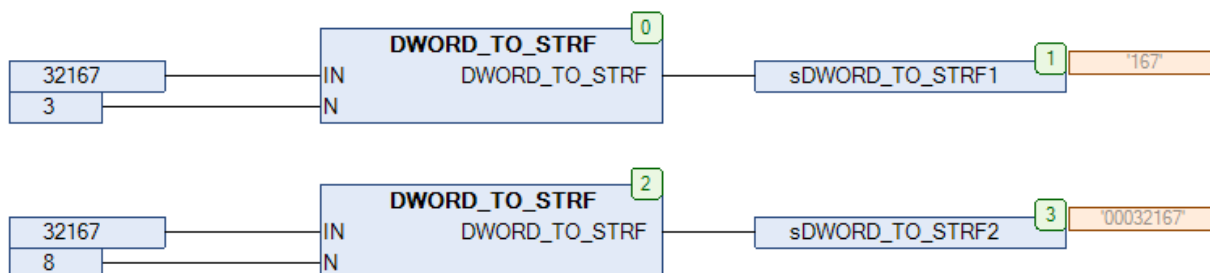 0
DWORD_TO_STRF
32167 IN DWORD_TO_STRF sDWORD_TO_STRF1 1 '167'
3 N
2
DWORD_TO_STRF
32167 IN DWORD_TO_STRF sDWORD_TO_STRF2 3 '00032167'
8 N